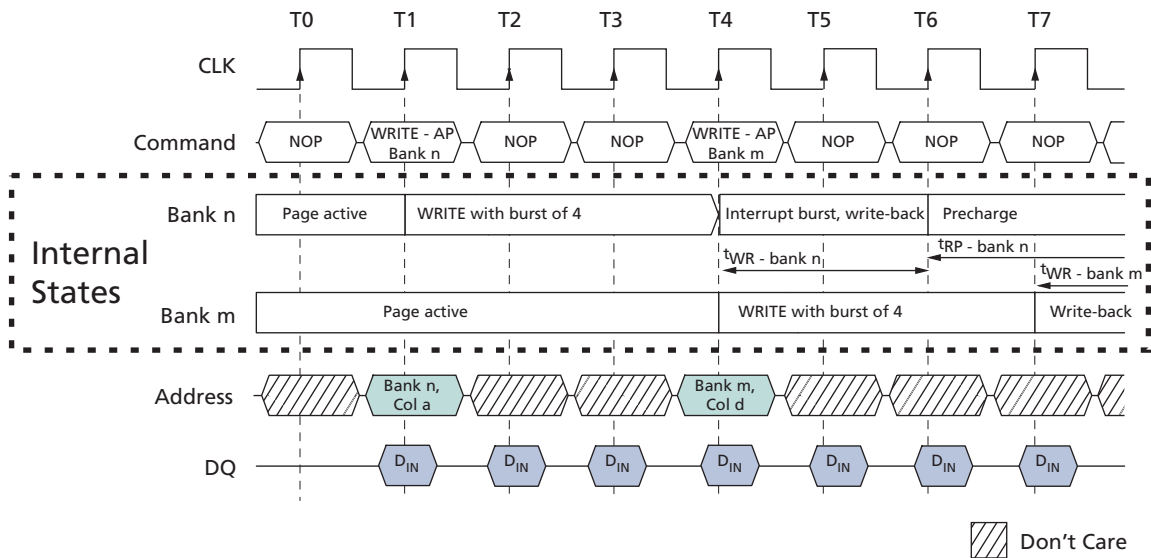 T0 T1 T2 T3 T4 T5 T6 T7
CLK
Command NOP WRITE - AP Bank n NOP NOP WRITE - AP Bank m NOP NOP NOP
Bank n Page active WRITE with burst of 4 Interrupt burst, write-back Precharge
Internal States
tWR - bank n tRP - bank n
tWR - bank m
Bank m Page active WRITE with burst of 4 Write-back
Address Bank n, Col a Bank m, Col d
DQ DIN DIN DIN DIN DIN DIN DIN
Don't Care